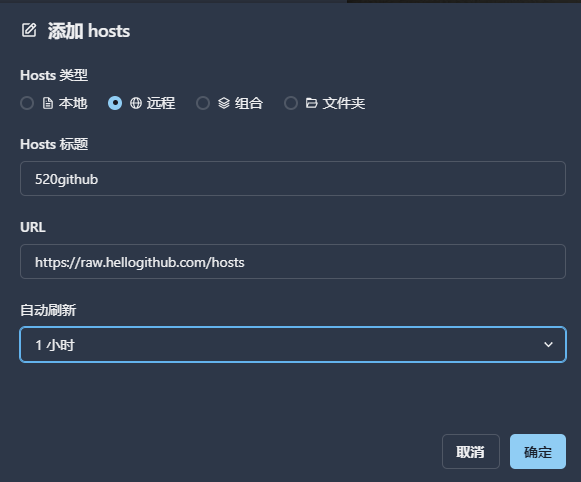 添加 hosts
Hosts 类型
本地 远程 组合 文件夹
Hosts 标题
520github
URL
https://raw.hellogithub.com/hosts
自动刷新
1 小时
取消 确定